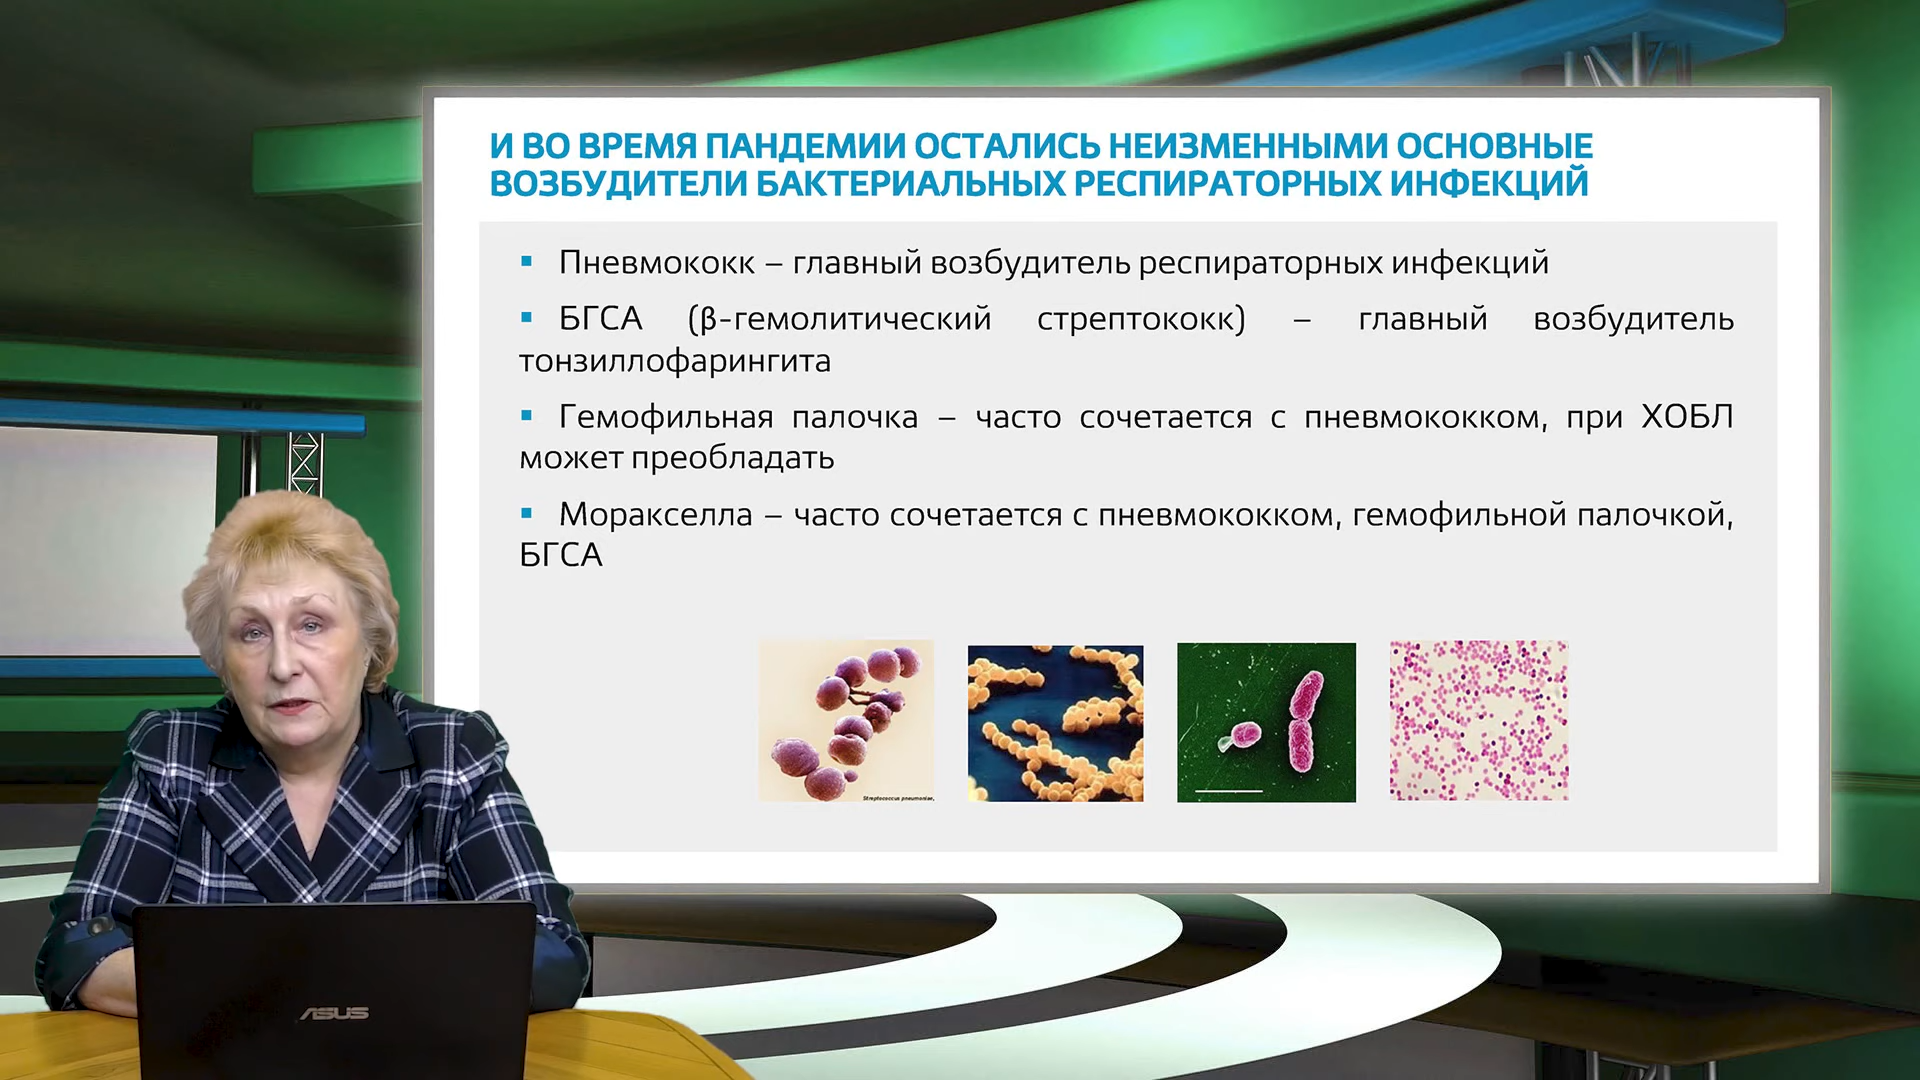 И ВО ВРЕМЯ ПАНДЕМИИ ОСТАЛИСЬ НЕИЗМЕННЫМИ ОСНОВНЫЕ
ВОЗБУДИТЕЛИ БАКТЕРИАЛЬНЫХ РЕСПИРАТОРНЫХ ИНФЕКЦИЙ
▪ Пневмококк – главный возбудитель респираторных инфекций
▪ БГСА (β-гемолитический стрептококк) – главный возбудитель
тонзиллофарингита
▪ Гемофильная палочка – часто сочетается с пневмококком, при ХОБЛ
может преобладать
▪ Моракселла – часто сочетается с пневмококком, гемофильной палочкой,
БГСА
Streptococcus pneumoniae,
ASUS